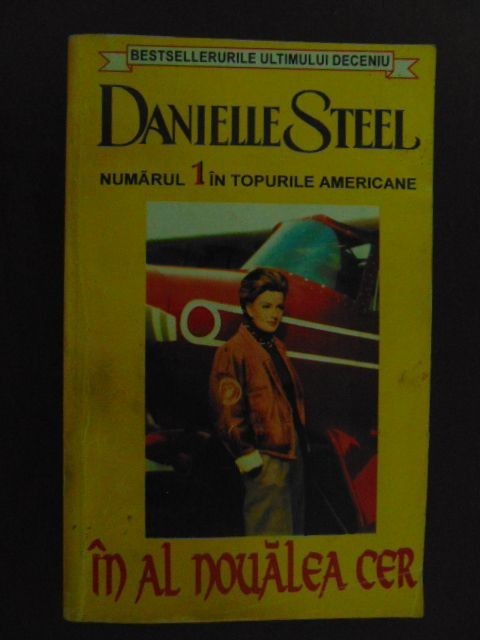 BESTSELLERURILE ULTIMULUI DECENIU
DANIELLE STEEL
NUMĂRUL 1 ÎN TOPURILE AMERICANE
ÎN AL NOUĂLEA CER